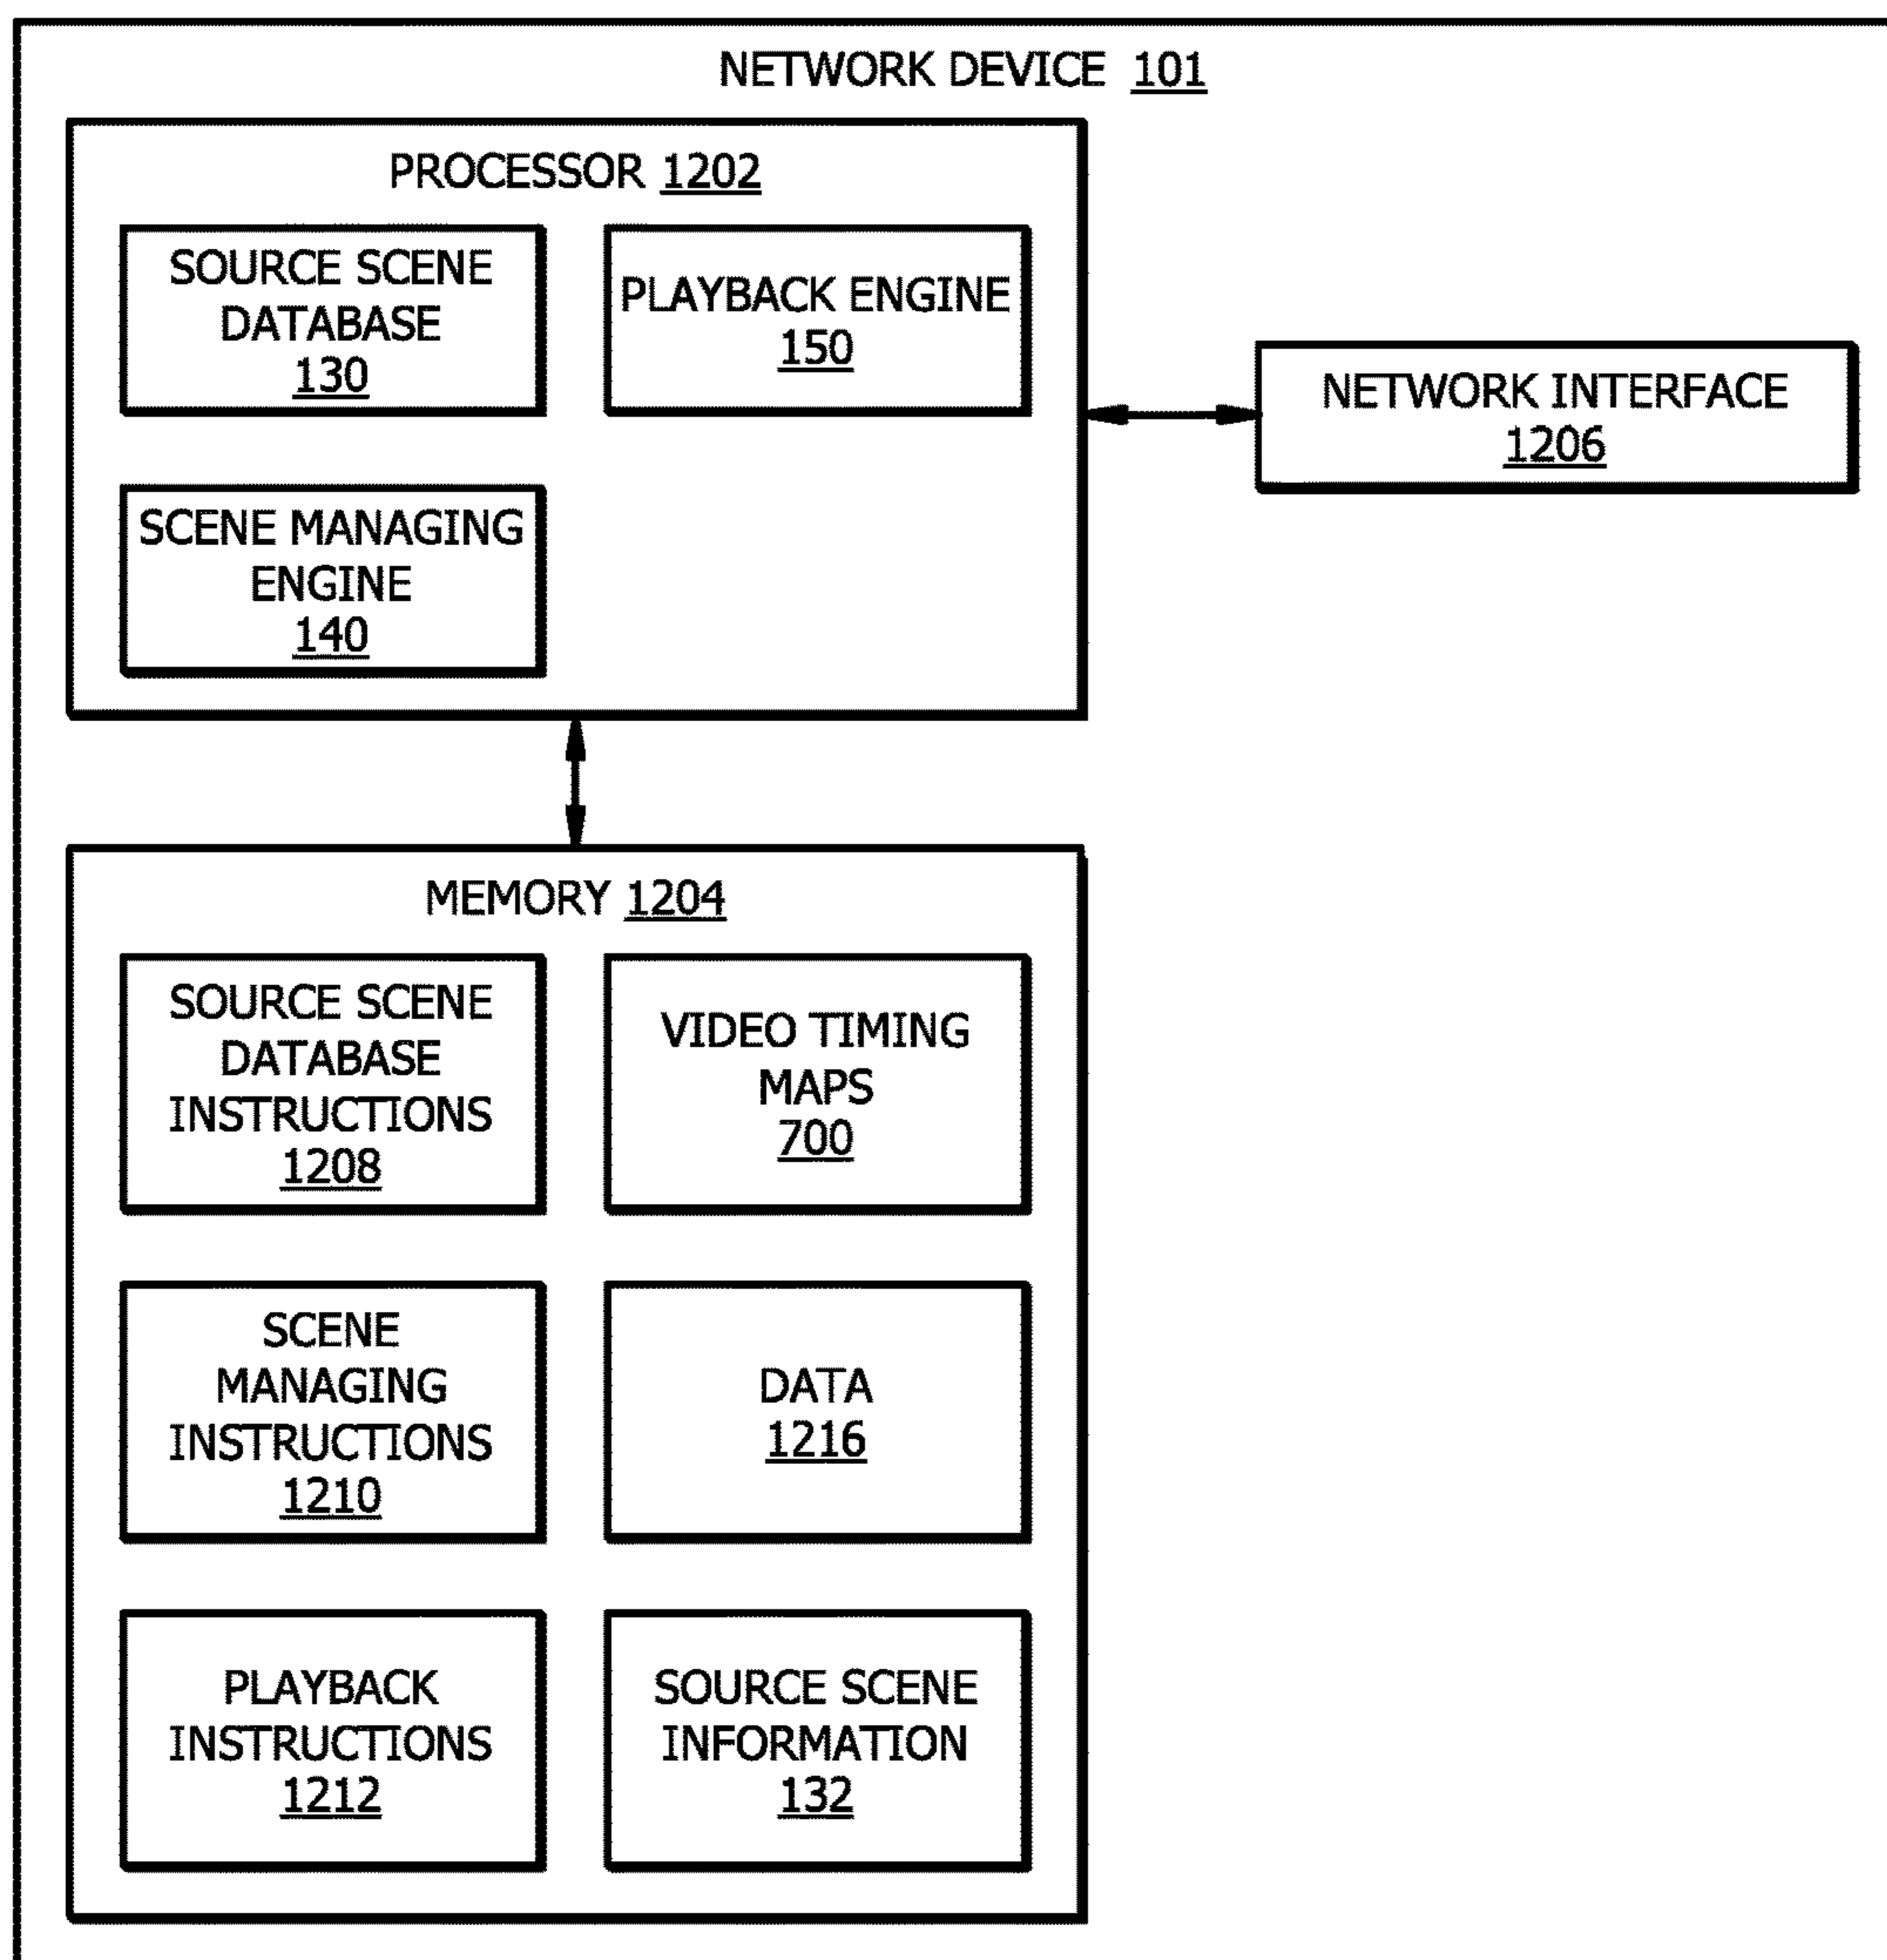 NETWORK DEVICE 101
PROCESSOR 1202
SOURCE SCENE
DATABASE
130
PLAYBACK ENGINE
150
SCENE MANAGING
ENGINE
140
NETWORK INTERFACE
1206
MEMORY 1204
SOURCE SCENE
DATABASE
INSTRUCTIONS
1208
VIDEO TIMING
MAPS
700
SCENE
MANAGING
INSTRUCTIONS
1210
DATA
1216
PLAYBACK
INSTRUCTIONS
1212
SOURCE SCENE
INFORMATION
132